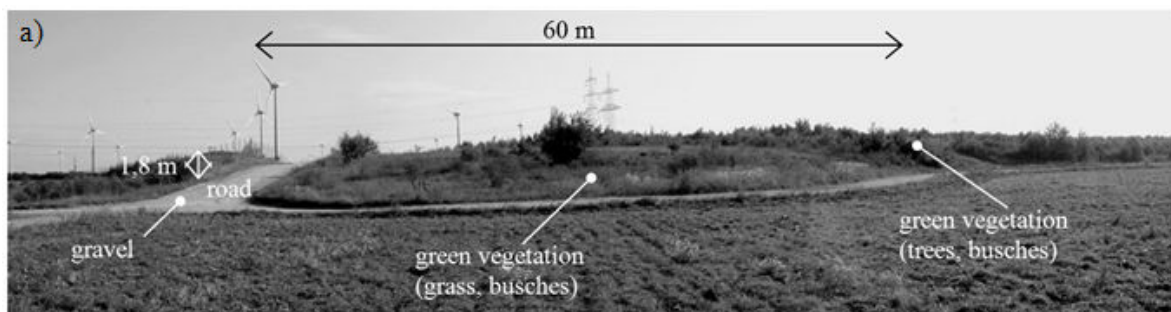 a)
60 m
1,8 m
road
gravel
green vegetation
(grass, busches)
green vegetation
(trees, busches)